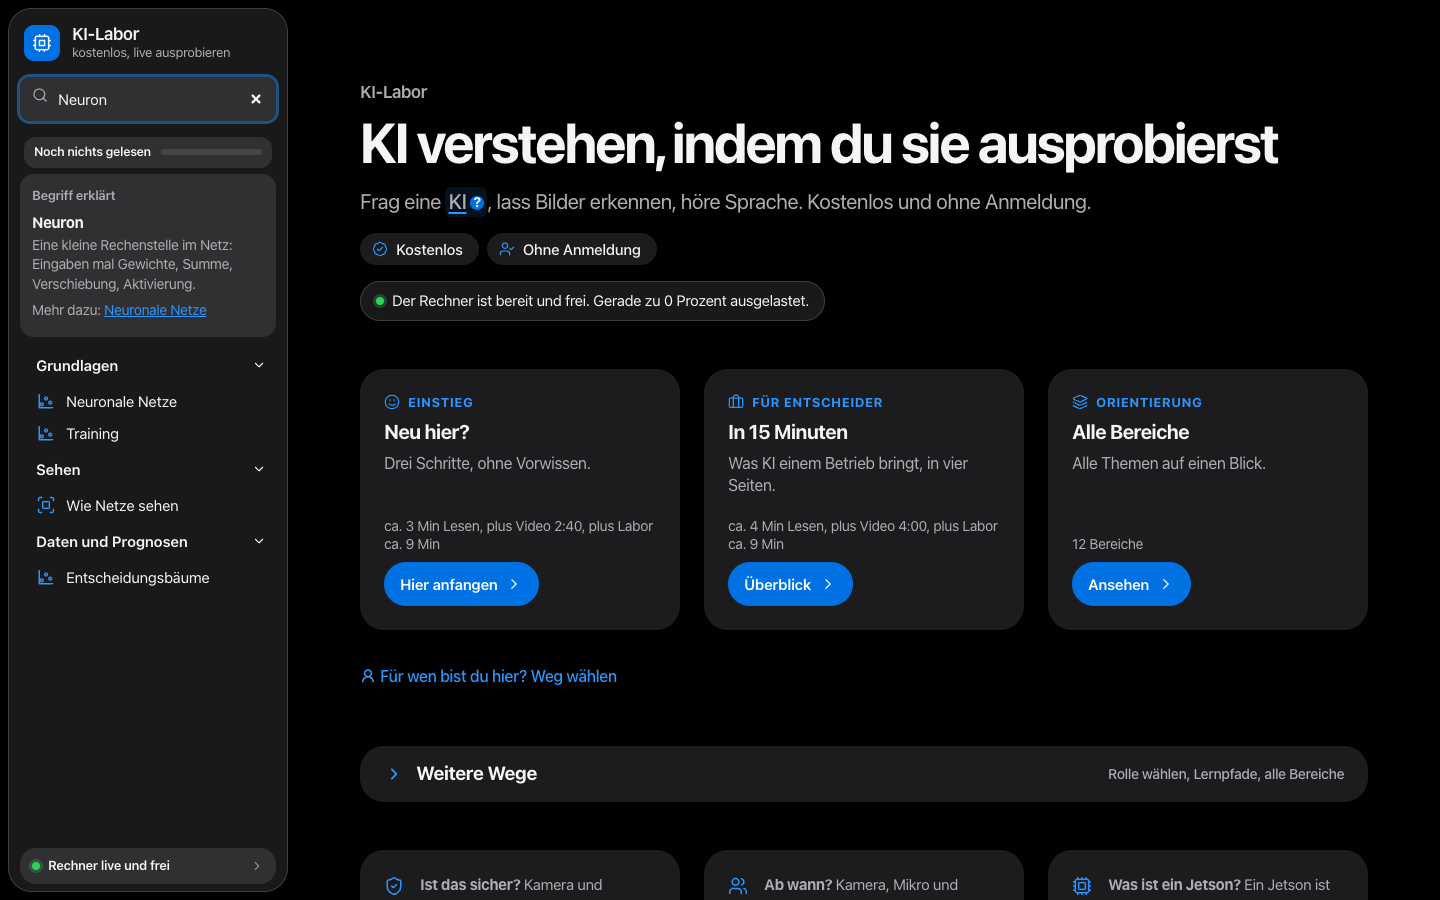 KI-Labor
kostenlos, live ausprobieren
Neuron
Noch nichts gelesen
Begriff erklärt
Neuron
Eine kleine Rechenstelle im Netz:
Eingaben mal Gewichte, Summe,
Verschiebung, Aktivierung.
Mehr dazu: Neuronale Netze
Grundlagen
Neuronale Netze
Training
Sehen
Wie Netze sehen
Daten und Prognosen
Entscheidungsbäume
Rechner live und frei
KI-Labor
KI verstehen, indem du sie ausprobierst
Frag eine KI ?, lass Bilder erkennen, höre Sprache. Kostenlos und ohne Anmeldung.
Kostenlos
Ohne Anmeldung
Der Rechner ist bereit und frei. Gerade zu 0 Prozent ausgelastet.
EINSTIEG
Neu hier?
Drei Schritte, ohne Vorwissen.
ca. 3 Min Lesen, plus Video 2:40, plus Labor
ca. 9 Min
Hier anfangen
FÜR ENTSCHEIDER
In 15 Minuten
Was KI einem Betrieb bringt, in vier
Seiten.
ca. 4 Min Lesen, plus Video 4:00, plus Labor
ca. 9 Min
Überblick
ORIENTIERUNG
Alle Bereiche
Alle Themen auf einen Blick.
12 Bereiche
Ansehen
Für wen bist du hier? Weg wählen
Weitere Wege
Rolle wählen, Lernpfade, alle Bereiche
Ist das sicher? Kamera und
Ab wann? Kamera, Mikro und
Was ist ein Jetson? Ein Jetson ist